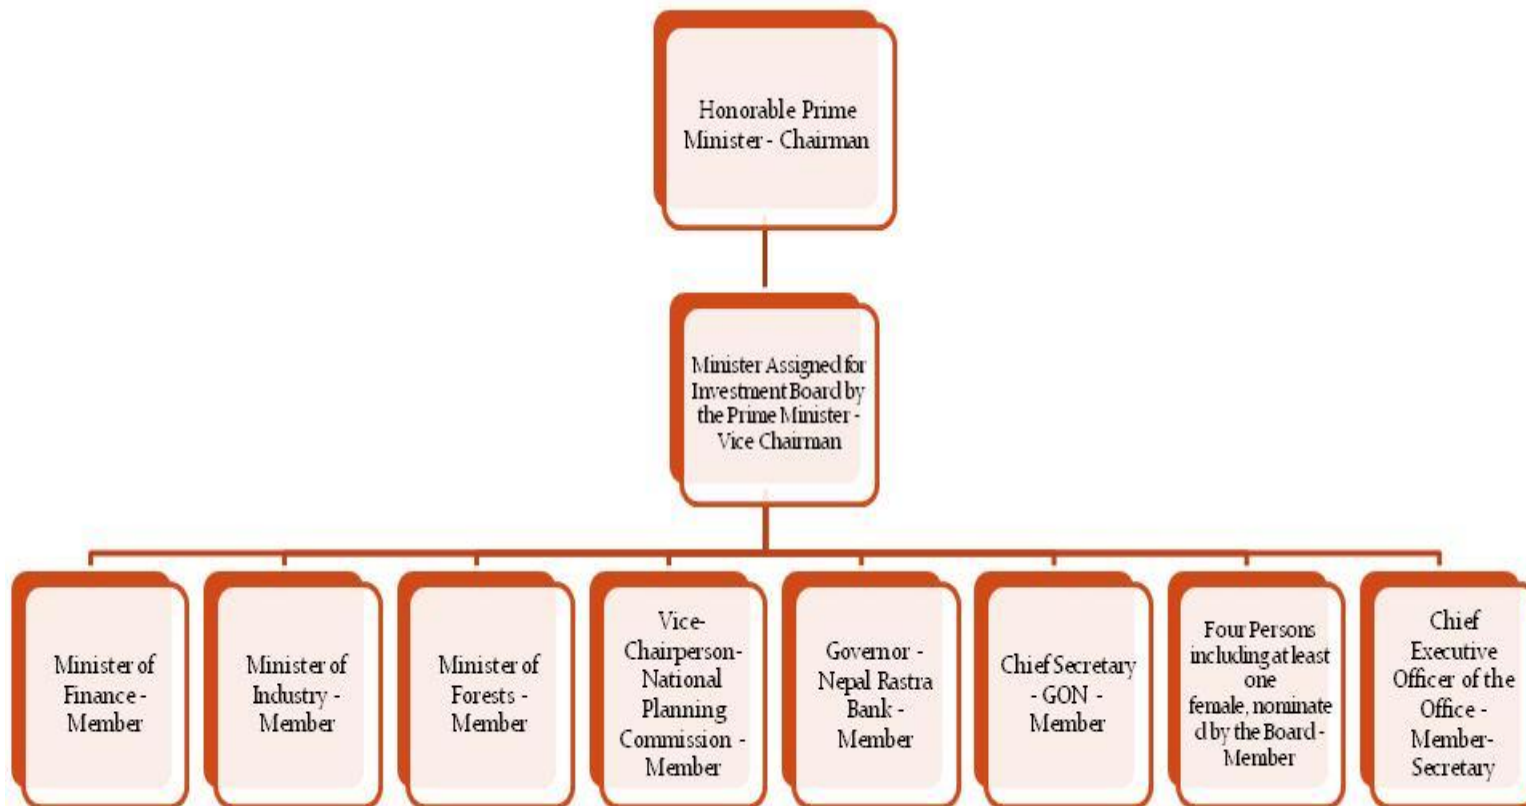 Honorable Prime
Minister - Chairman
Minister Assigned for
Investment Board by
the Prime Minister -
Vice Chairman
Minister of
Finance -
Member
Minister of
Industry -
Member
Minister of
Forests -
Member
Vice-
Chairperson-
National
Planning
Commission -
Member
Governor -
Nepal Rastra
Bank -
Member
Chief Secretary
- GON -
Member
Four Persons
including at least
one
female, nominate
d by the Board -
Member
Chief
Executive
Officer of the
Office -
Member-
Secretary